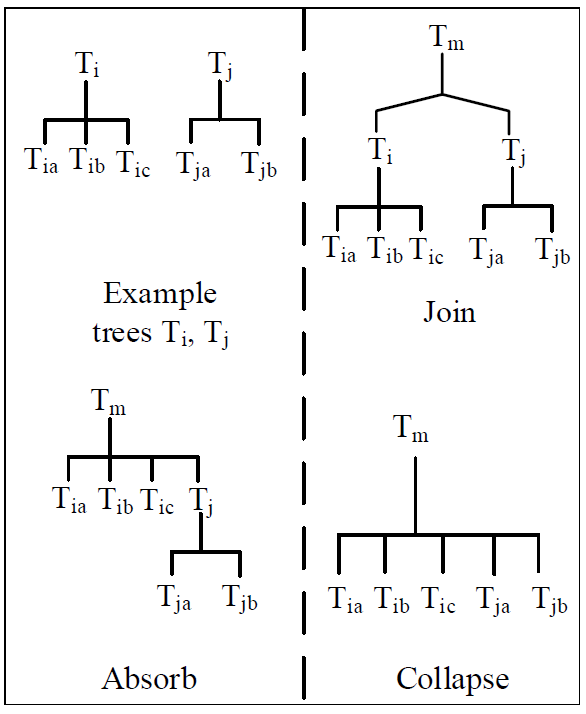 Tᵢ Tⱼ
Tᵢₐ Tᵢb Tᵢc Tⱼₐ Tⱼb
Example
trees Tᵢ, Tⱼ
Tₘ
Tᵢ Tⱼ
Tᵢₐ Tᵢb Tᵢc Tⱼₐ Tⱼb
Join
Tₘ
Tᵢₐ Tᵢb Tᵢc Tⱼ
Tⱼₐ Tⱼb
Absorb
Tₘ
Tᵢₐ Tᵢb Tᵢc Tⱼₐ Tⱼb
Collapse